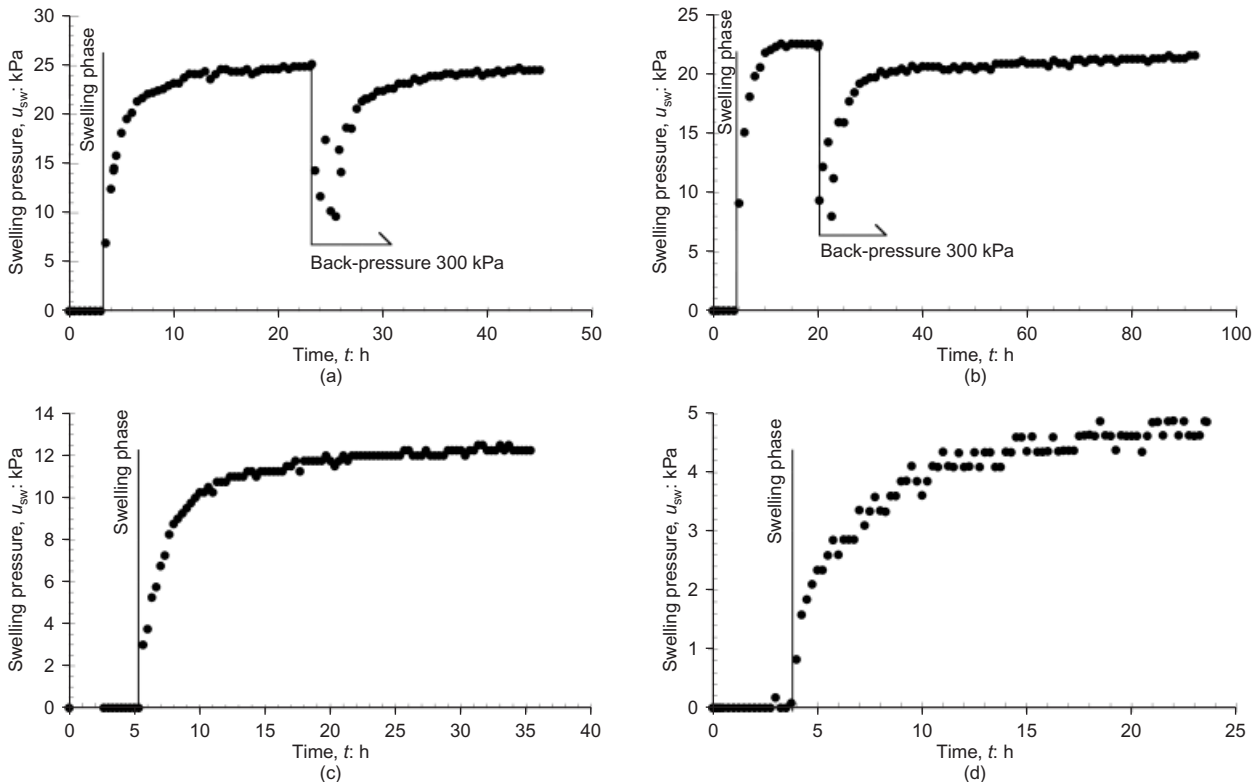 30
25
20
15
10
5
0
Swelling pressure, u_sw: kPa
Swelling phase
Back-pressure 300 kPa
0 10 20 30 40 50
Time, t: h
(a)
25
20
15
10
5
0
Swelling pressure, u_sw: kPa
Swelling phase
Back-pressure 300 kPa
0 20 40 60 80 100
Time, t: h
(b)
14
12
10
8
6
4
2
0
Swelling pressure, u_sw: kPa
Swelling phase
0 5 10 15 20 25 30 35 40
Time, t: h
(c)
5
4
3
2
1
0
Swelling pressure, u_sw: kPa
Swelling phase
0 5 10 15 20 25
Time, t: h
(d)